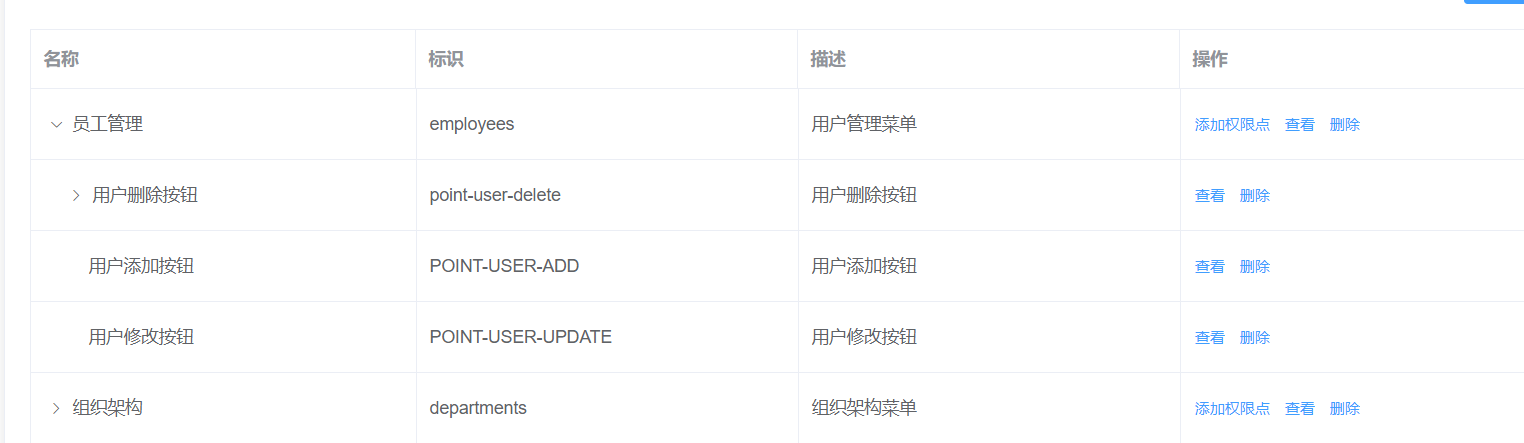 名称 标识 描述 操作
员工管理 employees 用户管理菜单 添加权限点 查看 删除
用户删除按钮 point-user-delete 用户删除按钮 查看 删除
用户添加按钮 POINT-USER-ADD 用户添加按钮 查看 删除
用户修改按钮 POINT-USER-UPDATE 用户修改按钮 查看 删除
组织架构 departments 组织架构菜单 添加权限点 查看 删除